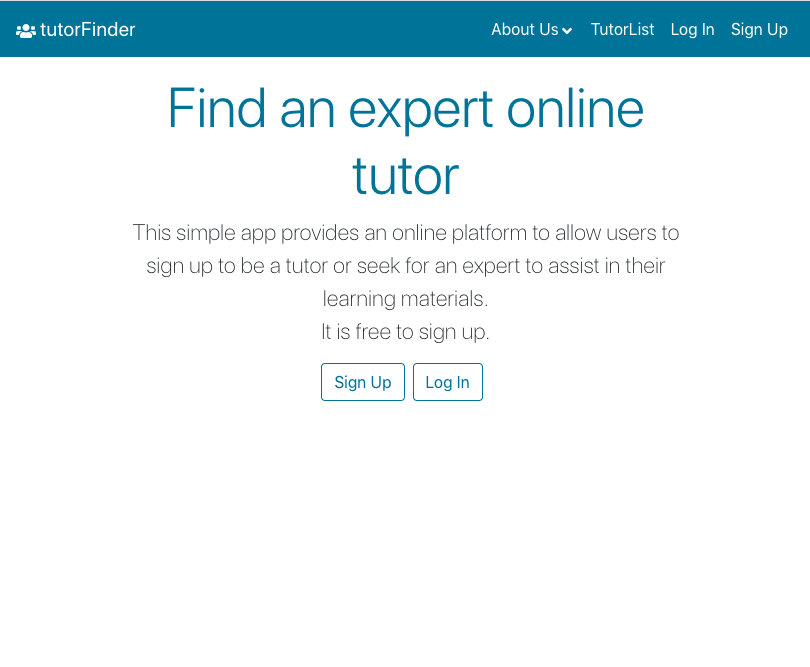 tutorFinder
About Us
TutorList
Log In
Sign Up
Find an expert online
tutor
This simple app provides an online platform to allow users to
sign up to be a tutor or seek for an expert to assist in their
learning materials.
It is free to sign up.
Sign Up
Log In